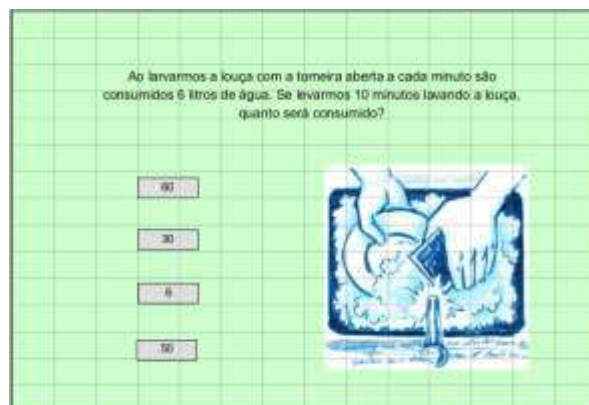 Ao larvarmos a louça com a torneira aberta a cada minuto são
consumidos 6 litros de água. Se levarmos 10 minutos lavando a louça,
quanto será consumido?
60
30
6
50